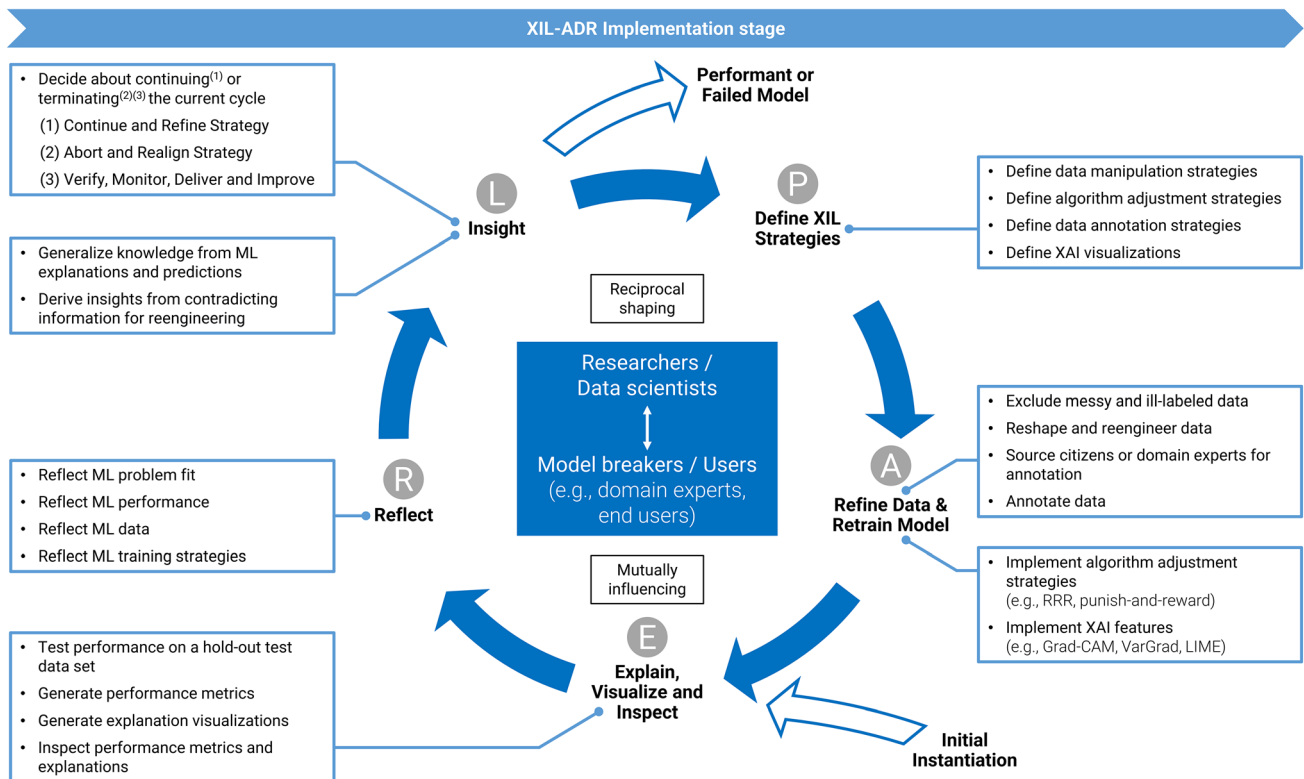 XIL-ADR Implementation stage
• Decide about continuing(1) or
terminating(2)(3) the current cycle
(1) Continue and Refine Strategy
(2) Abort and Realign Strategy
(3) Verify, Monitor, Deliver and Improve
Performant or
Failed Model
L
Insight
P
Define XIL
Strategies
• Define data manipulation strategies
• Define algorithm adjustment strategies
• Define data annotation strategies
• Define XAI visualizations
• Generalize knowledge from ML
explanations and predictions
• Derive insights from contradicting
information for reengineering
Reciprocal
shaping
Researchers /
Data scientists
Model breakers / Users
(e.g., domain experts,
end users)
Mutually
influencing
A
Refine Data &
Retrain Model
• Exclude messy and ill-labeled data
• Reshape and reengineer data
• Source citizens or domain experts for
annotation
• Annotate data
• Implement algorithm adjustment
strategies
(e.g., RRR, punish-and-reward)
• Implement XAI features
(e.g., Grad-CAM, VarGrad, LIME)
R
Reflect
• Reflect ML problem fit
• Reflect ML performance
• Reflect ML data
• Reflect ML training strategies
E
Explain,
Visualize and
Inspect
• Test performance on a hold-out test
data set
• Generate performance metrics
• Generate explanation visualizations
• Inspect performance metrics and
explanations
Initial
Instantiation